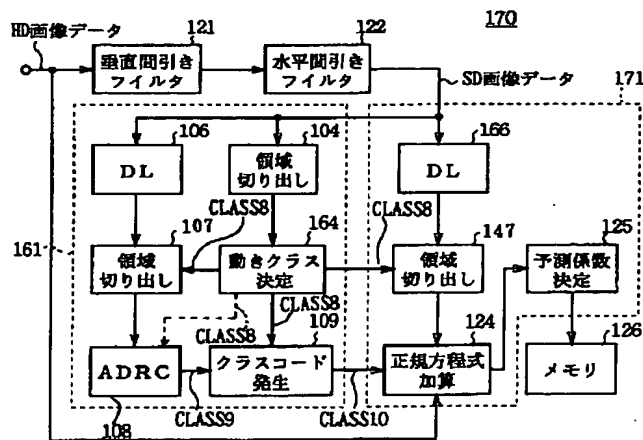 170
HD画像データ
121
122
垂直間引き
フィルタ
水平間引き
フィルタ
SD画像データ
171
106
104
166
DL
領域
切り出し
DL
CLASS8
CLASS8
125
161
107
164
147
領域
切り出し
動きクラス
決定
領域
切り出し
予測係数
決定
CLASS8
CLASS8
109
124
126
ADRC
クラスコード
発生
正規方程式
加算
メモリ
108
CLASS9
CLASS10